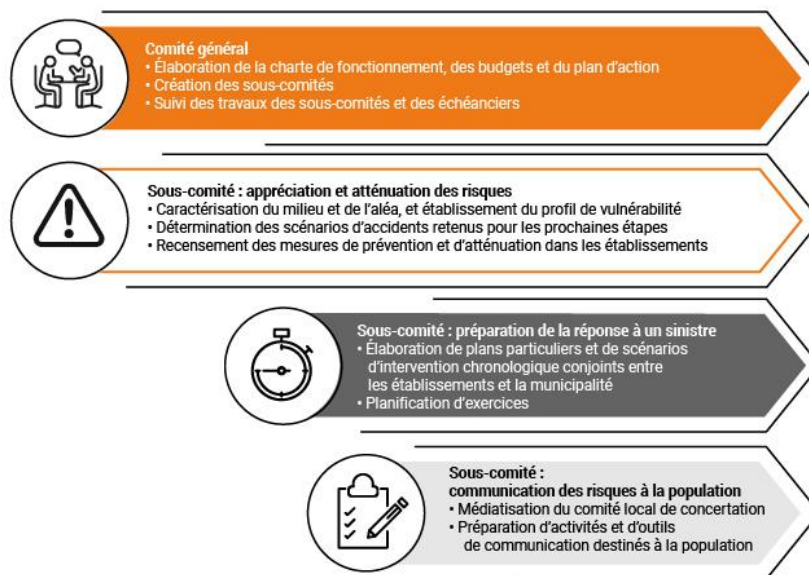 Comité général
• Élaboration de la charte de fonctionnement, des budgets et du plan d'action
• Création des sous-comités
• Suivi des travaux des sous-comités et des échéanciers
Sous-comité : appréciation et atténuation des risques
• Caractérisation du milieu et de l'aléa, et établissement du profil de vulnérabilité
• Détermination des scénarios d'accidents retenus pour les prochaines étapes
• Recensement des mesures de prévention et d'atténuation dans les établissements
Sous-comité : préparation de la réponse à un sinistre
• Élaboration de plans particuliers et de scénarios
d'intervention chronologique conjoints entre
les établissements et la municipalité
• Planification d'exercices
Sous-comité :
communication des risques à la population
• Médiatisation du comité local de concertation
• Préparation d'activités et d'outils
de communication destinés à la population